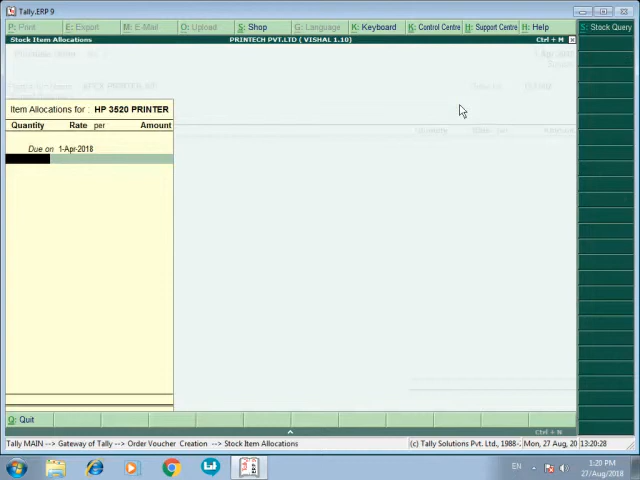 Tally.ERP 9
P: Print E: Export M: E-Mail O: Upload S: Shop G: Language K: Keyboard K: Control Centre H: Support Centre H: Help S: Stock Query
Stock Item Allocations PRINTECH PVT.LTD ( VISHAL 1.10) Ctrl + M
Item Allocations for : HP 3520 PRINTER
Quantity Rate per Amount
Due on 1-Apr-2018
Q: Quit
Ctrl + N
Tally MAIN --> Gateway of Tally --> Order Voucher Creation --> Stock Item Allocations (c) Tally Solutions Pvt. Ltd., 1988- Mon, 27 Aug, 20 13:20:28
EN 1:20 PM
27/Aug/2018